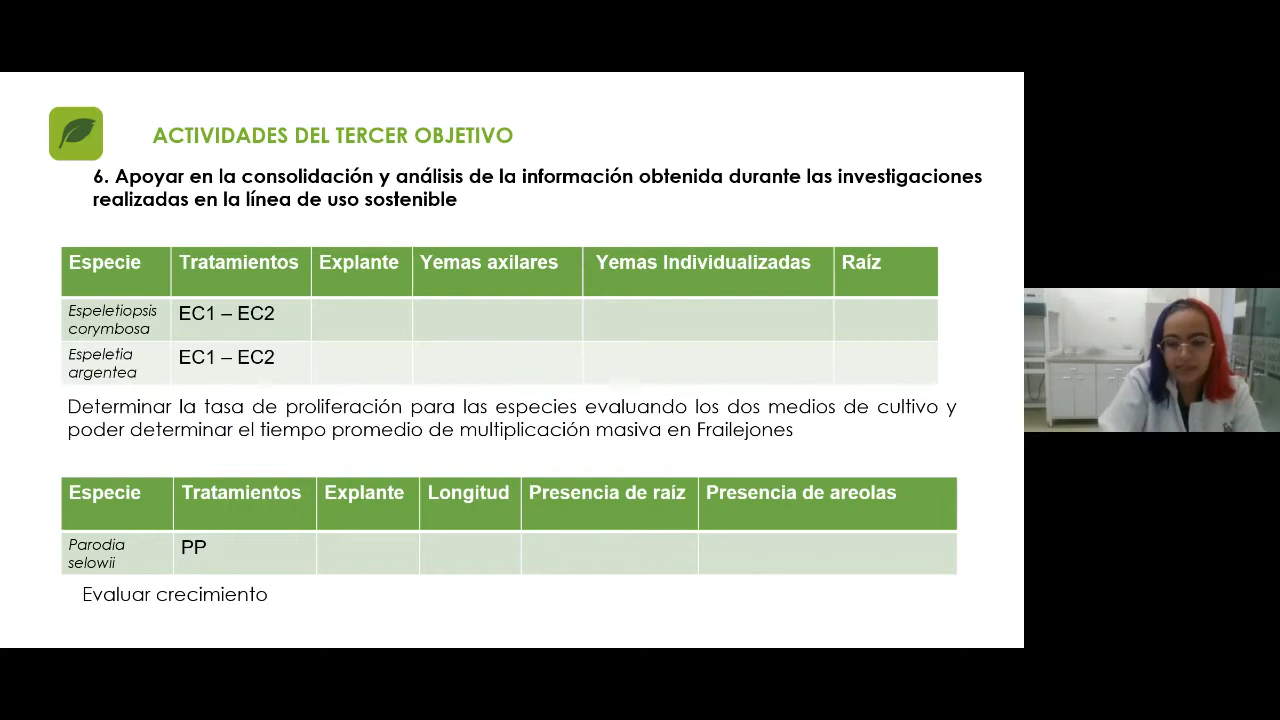 ACTIVIDADES DEL TERCER OBJETIVO
6. Apoyar en la consolidación y análisis de la información obtenida durante las investigaciones
realizadas en la línea de uso sostenible
Especie Tratamientos Explante Yemas axilares Yemas Individualizadas Raíz
Espeletiopsis
corymbosa
EC1 – EC2
Espeletia
argentea
EC1 – EC2
Determinar la tasa de proliferación para las especies evaluando los dos medios de cultivo y
poder determinar el tiempo promedio de multiplicación masiva en Frailejones
Especie Tratamientos Explante Longitud Presencia de raíz Presencia de areolas
Parodia
selowii
PP
Evaluar crecimiento